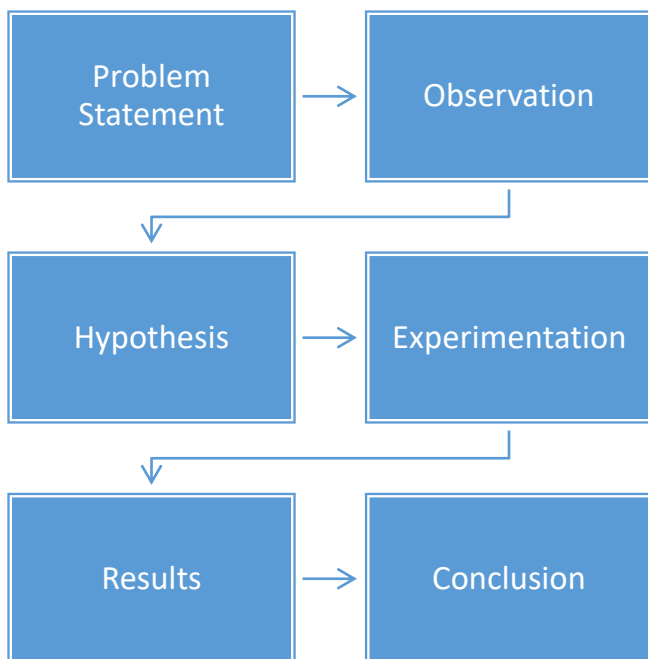 Problem
Statement
Observation
Hypothesis
Experimentation
Results
Conclusion